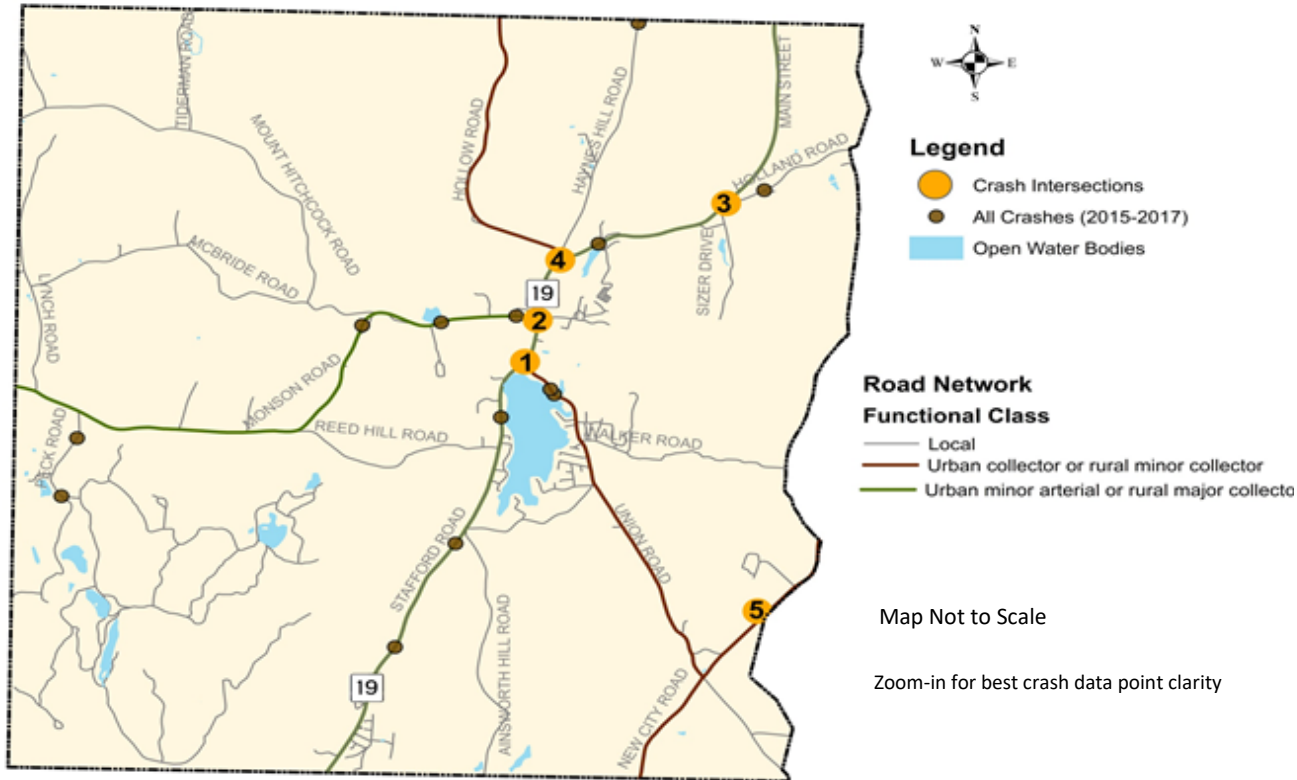 TIDERMAN ROAD
MOUNT HITCHCOCK ROAD
HOLLOW ROAD
HAYNES HILL ROAD
MAIN STREET
HOLLAND ROAD
3
SIZER DRIVE
4
MCBRIDE ROAD
LYNCH ROAD
19
2
1
MONSON ROAD
REED HILL ROAD
WALKER ROAD
PECK ROAD
STAFFORD ROAD
UNION ROAD
5
19
AINSWORTH HILL ROAD
NEW CITY ROAD
N
W
E
S
Legend
Crash Intersections
All Crashes (2015-2017)
Open Water Bodies
Road Network
Functional Class
Local
Urban collector or rural minor collector
Urban minor arterial or rural major collecto
Map Not to Scale
Zoom-in for best crash data point clarity